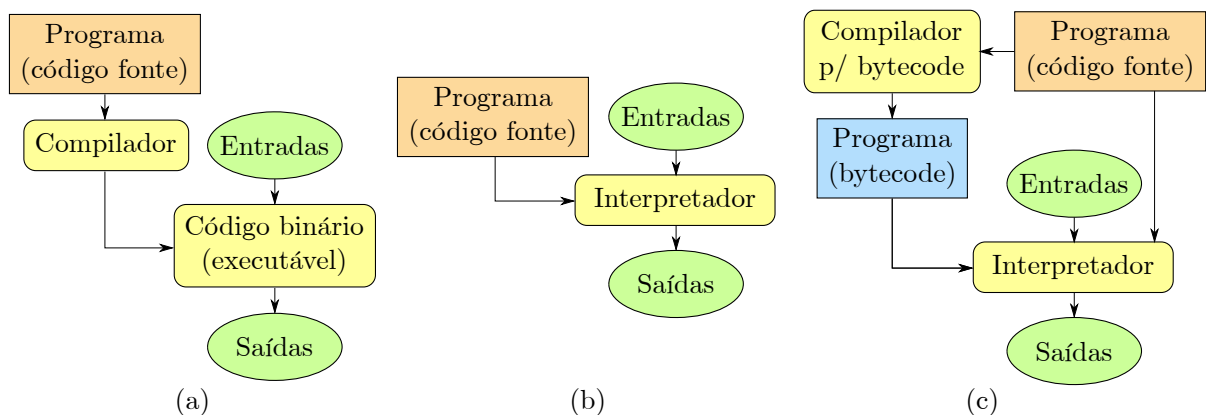 Programa
(código fonte)
Compilador
Entradas
Código binário
(executável)
Saídas
(a)
Programa
(código fonte)
Entradas
Interpretador
Saídas
(b)
Compilador
p/ bytecode
Programa
(código fonte)
Programa
(bytecode)
Entradas
Interpretador
Saídas
(c)